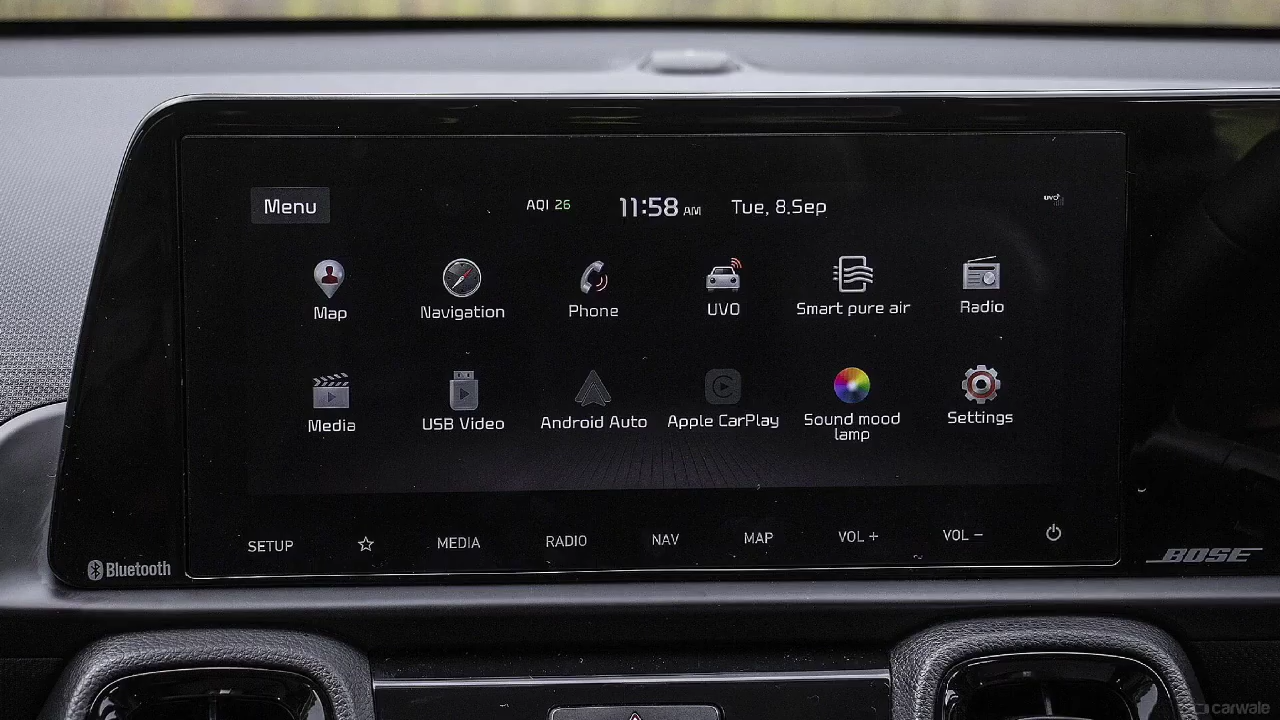 Menu AQI 26 11:58 AM Tue, 8.Sep UVO
Map Navigation Phone UVO Smart pure air Radio
Media USB Video Android Auto Apple CarPlay Sound mood Settings
lamp
SETUP MEDIA RADIO NAV MAP VOL + VOL −
Bluetooth BOSE
carwale